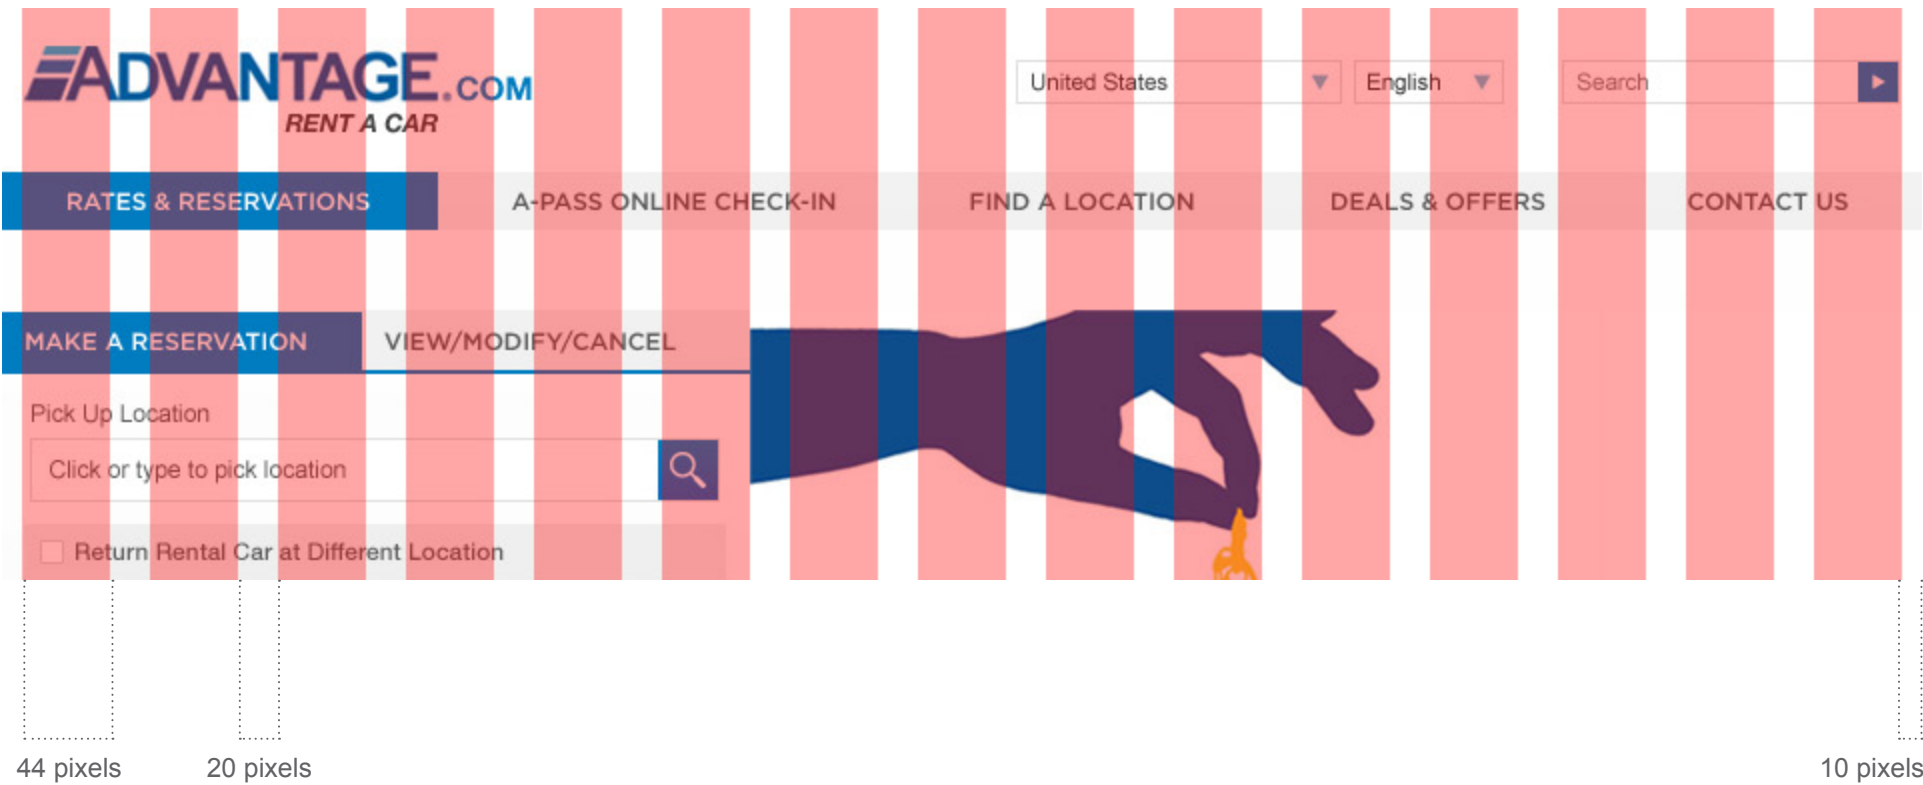 ADVANTAGE.COM
RENT A CAR
United States
English
Search
RATES & RESERVATIONS
A-PASS ONLINE CHECK-IN
FIND A LOCATION
DEALS & OFFERS
CONTACT US
MAKE A RESERVATION
VIEW/MODIFY/CANCEL
Pick Up Location
Click or type to pick location
Return Rental Car at Different Location
44 pixels
20 pixels
10 pixels